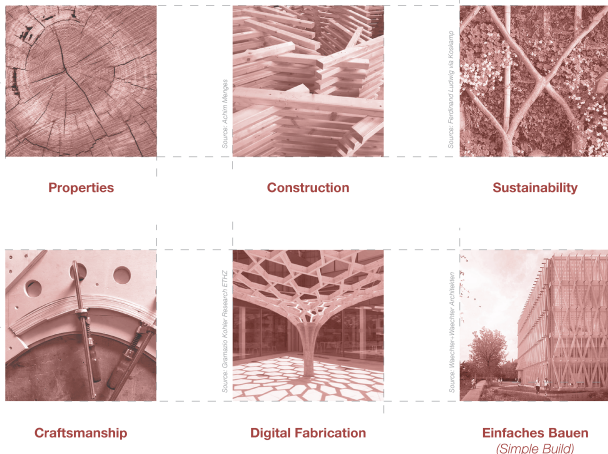 Source: Achim Menges
Source: Ferdinand Ludwig via Koskamp
Properties
Construction
Sustainability
Source: Gramazio Kohler Research ETHZ
Source: Waechter+Waechter Architekten
Craftsmanship
Digital Fabrication
Einfaches Bauen
(Simple Build)